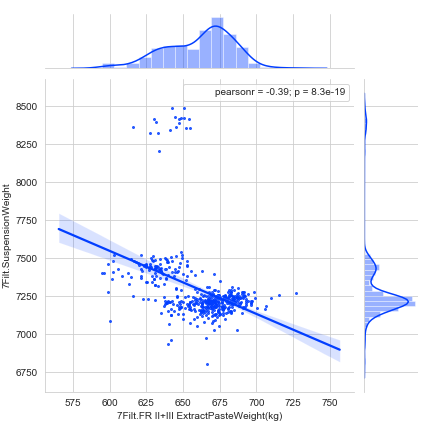 pearsonr = -0.39; p = 8.3e-19
8500
8250
8000
7750
7500
7250
7000
6750
7Filt.SuspensionWeight
575 600 625 650 675 700 725 750
7Filt.FR II+III ExtractPasteWeight(kg)